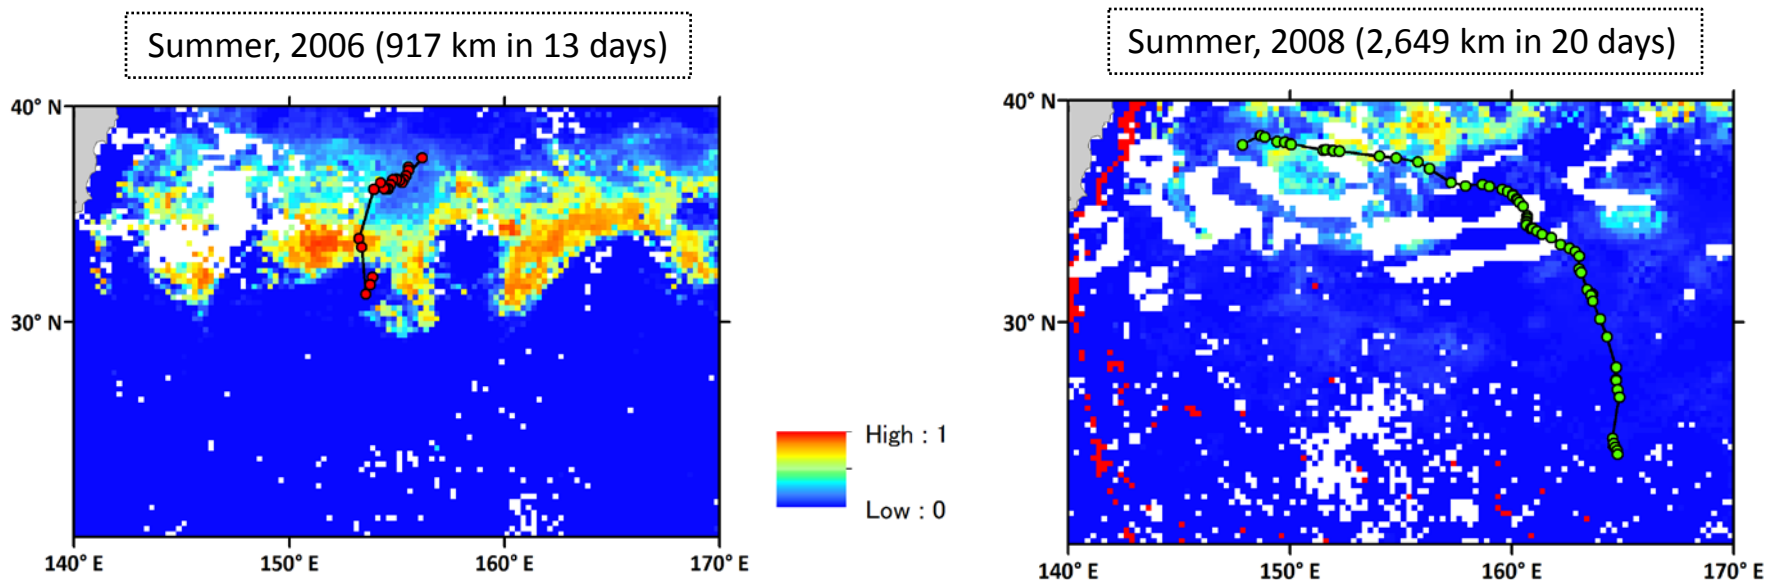 Summer, 2006 (917 km in 13 days)
Summer, 2008 (2,649 km in 20 days)
40° N
30° N
140° E
150° E
160° E
170° E
High : 1
Low : 0
40° N
30° N
140° E
150° E
160° E
170° E